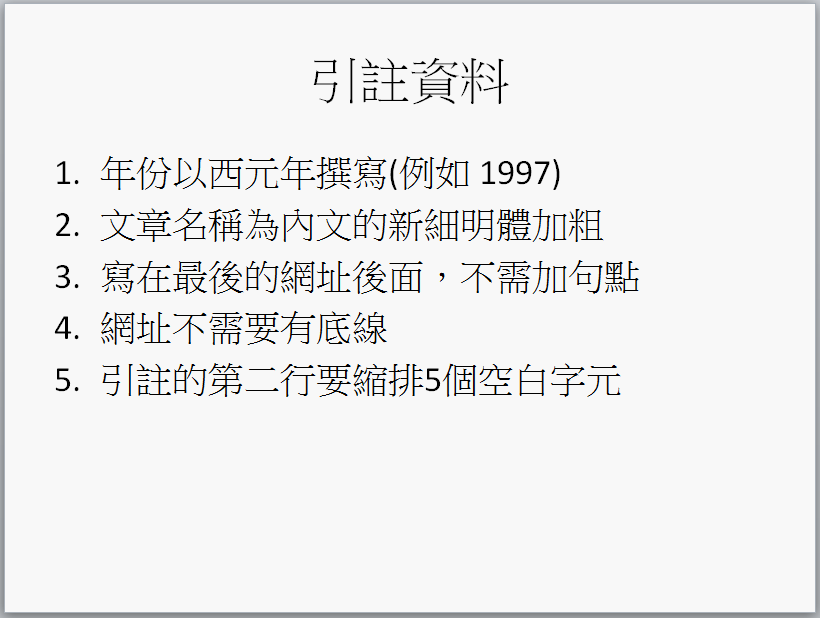 引註資料
1. 年份以西元年撰寫(例如 1997)
2. 文章名稱為內文的新細明體加粗
3. 寫在最後的網址後面，不需加句點
4. 網址不需要有底線
5. 引註的第二行要縮排5個空白字元